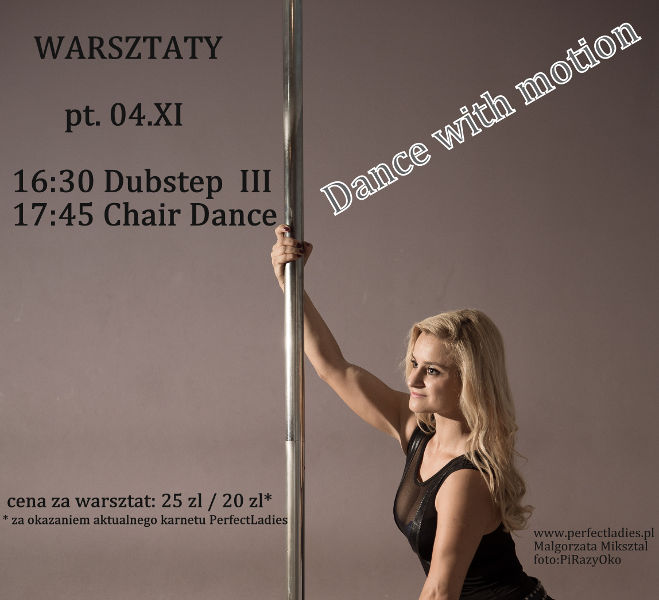 WARSZTATY
pt. 04.XI
16:30 Dubstep III
17:45 Chair Dance
Dance with motion
cena za warsztat: 25 zl / 20 zl*
* za okazaniem aktualnego karnetu PerfectLadies
www.perfectladies.pl
Malgorzata Miksztal
foto:PiRazyOko